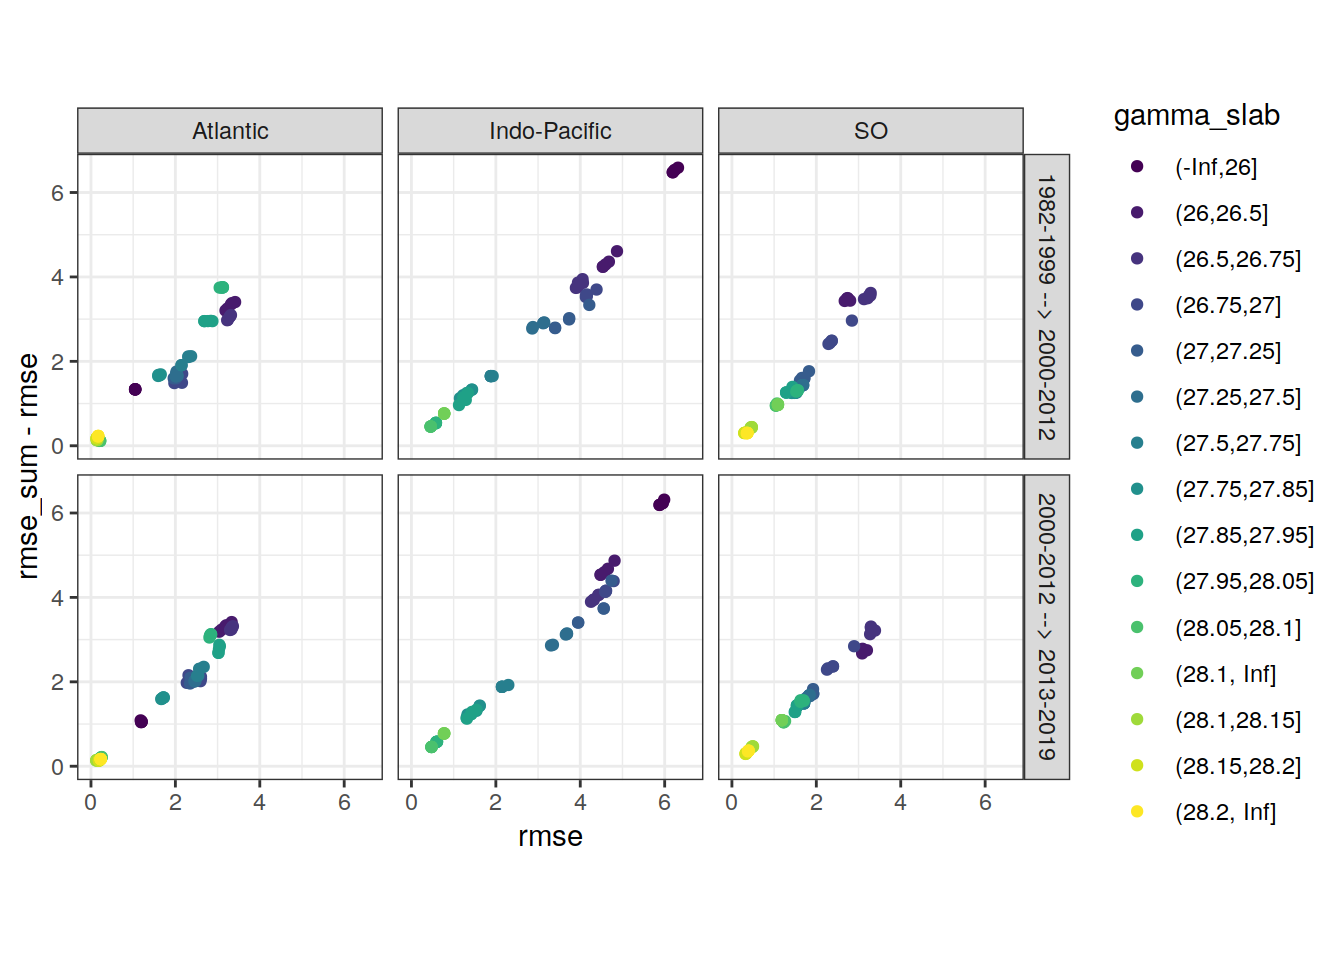 Atlantic
Indo-Pacific
SO
1982-1999 --> 2000-2012
2000-2012 --> 2013-2019
rmse_sum - rmse
6
4
2
0
6
4
2
0
0 2 4 6
0 2 4 6
0 2 4 6
rmse
gamma_slab
(-Inf,26]
(26,26.5]
(26.5,26.75]
(26.75,27]
(27,27.25]
(27.25,27.5]
(27.5,27.75]
(27.75,27.85]
(27.85,27.95]
(27.95,28.05]
(28.05,28.1]
(28.1, Inf]
(28.1,28.15]
(28.15,28.2]
(28.2, Inf]